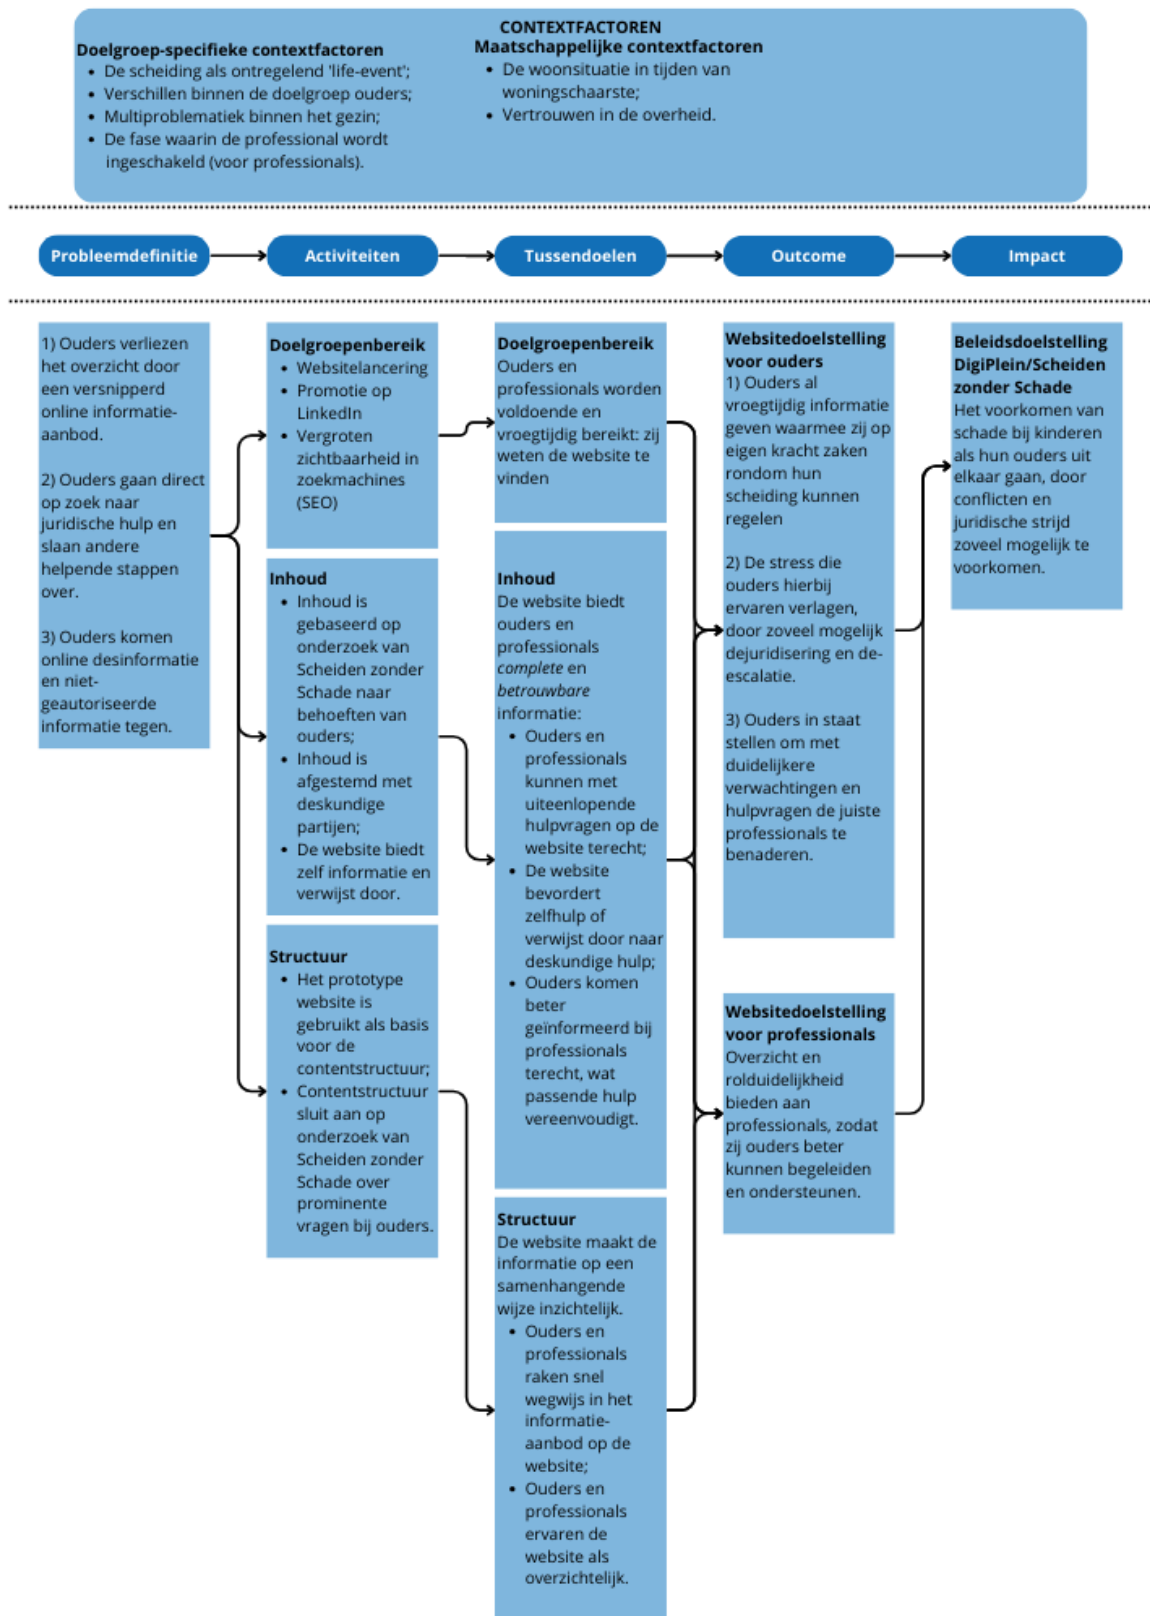 CONTEXTFACTOREN
Doelgroep-specifieke contextfactoren
• De scheiding als ontregelend 'life-event';
• Verschillen binnen de doelgroep ouders;
• Multiproblematiek binnen het gezin;
• De fase waarin de professional wordt
ingeschakeld (voor professionals).
Maatschappelijke contextfactoren
• De woonsituatie in tijden van
woningschaarste;
• Vertrouwen in de overheid.
Probleemdefinitie
Activiteiten
Tussendoelen
Outcome
Impact
1) Ouders verliezen
het overzicht door
een versnipperd
online informatie-
aanbod.
2) Ouders gaan direct
op zoek naar
juridische hulp en
slaan andere
helpende stappen
over.
3) Ouders komen
online desinformatie
en niet-
geautoriseerde
informatie tegen.
Doelgroepenbereik
• Websitelancering
• Promotie op
LinkedIn
• Vergroten
zichtbaarheid in
zoekmachines
(SEO)
Inhoud
• Inhoud is
gebaseerd op
onderzoek van
Scheiden zonder
Schade naar
behoeften van
ouders;
• Inhoud is
afgestemd met
deskundige
partijen;
• De website biedt
zelf informatie en
verwijst door.
Structuur
• Het prototype
website is
gebruikt als basis
voor de
contentstructuur;
• Contentstructuur
sluit aan op
onderzoek van
Scheiden zonder
Schade over
prominente
vragen bij ouders.
Doelgroepenbereik
Ouders en
professionals worden
voldoende en
vroegtijdig bereikt: zij
weten de website te
vinden
Inhoud
De website biedt
ouders en
professionals
complete en
betrouwbare
informatie:
• Ouders en
professionals
kunnen met
uiteenlopende
hulpvragen op de
website terecht;
• De website
bevordert
zelfhulp of
verwijst door naar
deskundige hulp;
• Ouders komen
beter
geïnformeerd bij
professionals
terecht, wat
passende hulp
vereenvoudigt.
Structuur
De website maakt de
informatie op een
samenhangende
wijze inzichtelijk.
• Ouders en
professionals
raken snel
wegwijs in het
informatie-
aanbod op de
website;
• Ouders en
professionals
ervaren de
website als
overzichtelijk.
Websitedoelstelling
voor ouders
1) Ouders al
vroegtijdig informatie
geven waarmee zij op
eigen kracht zaken
rondom hun
scheiding kunnen
regelen
2) De stress die
ouders hierbij
ervaren verlagen,
door zoveel mogelijk
dejuridisering en de-
escalatie.
3) Ouders in staat
stellen om met
duidelijkere
verwachtingen en
hulpvragen de juiste
professionals te
benaderen.
Websitedoelstelling
voor professionals
Overzicht en
rolduidelijkheid
bieden aan
professionals, zodat
zij ouders beter
kunnen begeleiden
en ondersteunen.
Beleidsdoelstelling
DigiPlein/Scheiden
zonder Schade
Het voorkomen van
schade bij kinderen
als hun ouders uit
elkaar gaan, door
conflicten en
juridische strijd
zoveel mogelijk te
voorkomen.